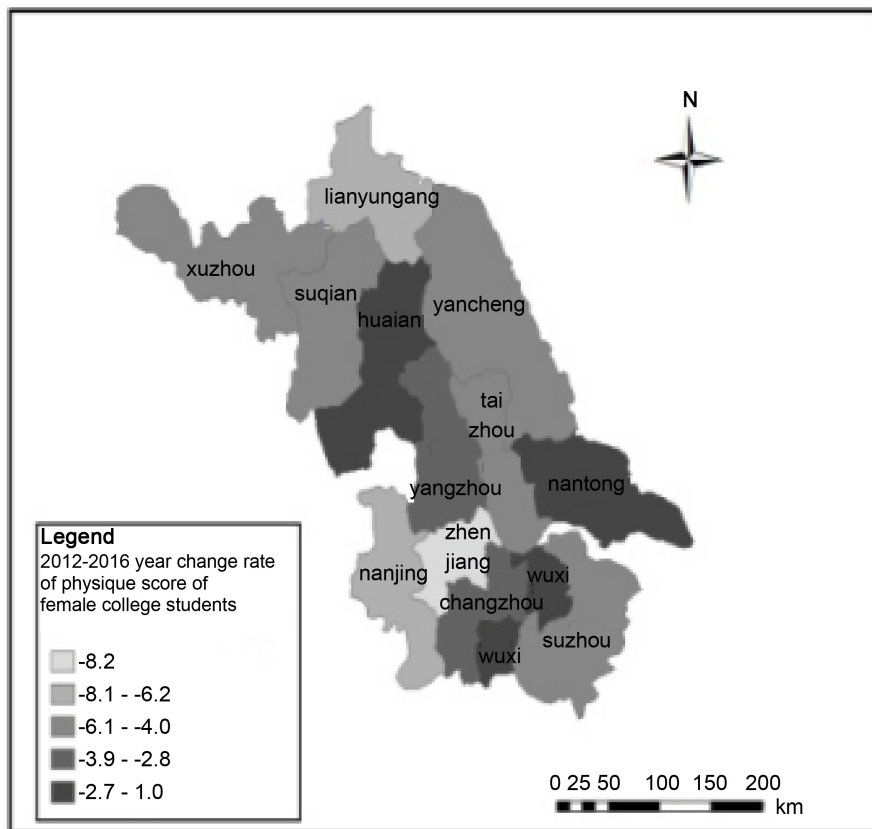 N
lianyungang
xuzhou
suqian
huaian
yancheng
tai
zhou
yangzhou
nantong
zhen
jiang
nanjing
wuxi
changzhou
suzhou
wuxi
Legend
2012-2016 year change rate
of physique score of
female college students
-8.2
-8.1 - -6.2
-6.1 - -4.0
-3.9 - -2.8
-2.7 - 1.0
0 25 50 100 150 200
km